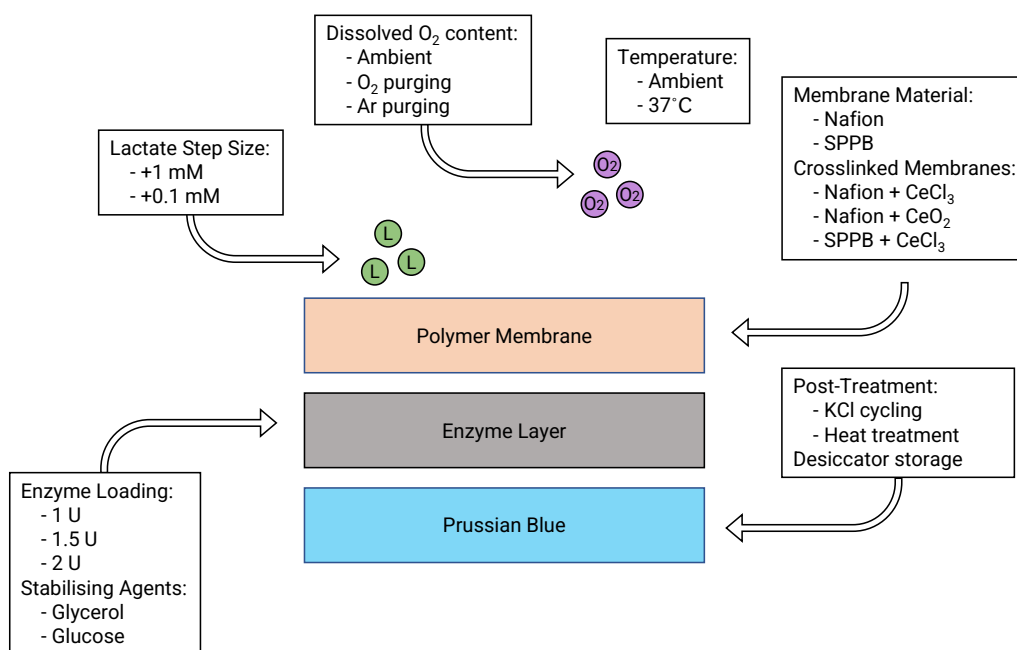 Dissolved O₂ content:
- Ambient
- O₂ purging
- Ar purging
Temperature:
- Ambient
- 37˚C
Membrane Material:
- Nafion
- SPPB
Crosslinked Membranes:
- Nafion + CeCl₃
- Nafion + CeO₂
- SPPB + CeCl₃
Lactate Step Size:
- +1 mM
- +0.1 mM
O2
O2
O2
L
L
L
Polymer Membrane
Enzyme Layer
Prussian Blue
Post-Treatment:
- KCl cycling
- Heat treatment
Desiccator storage
Enzyme Loading:
- 1 U
- 1.5 U
- 2 U
Stabilising Agents:
- Glycerol
- Glucose